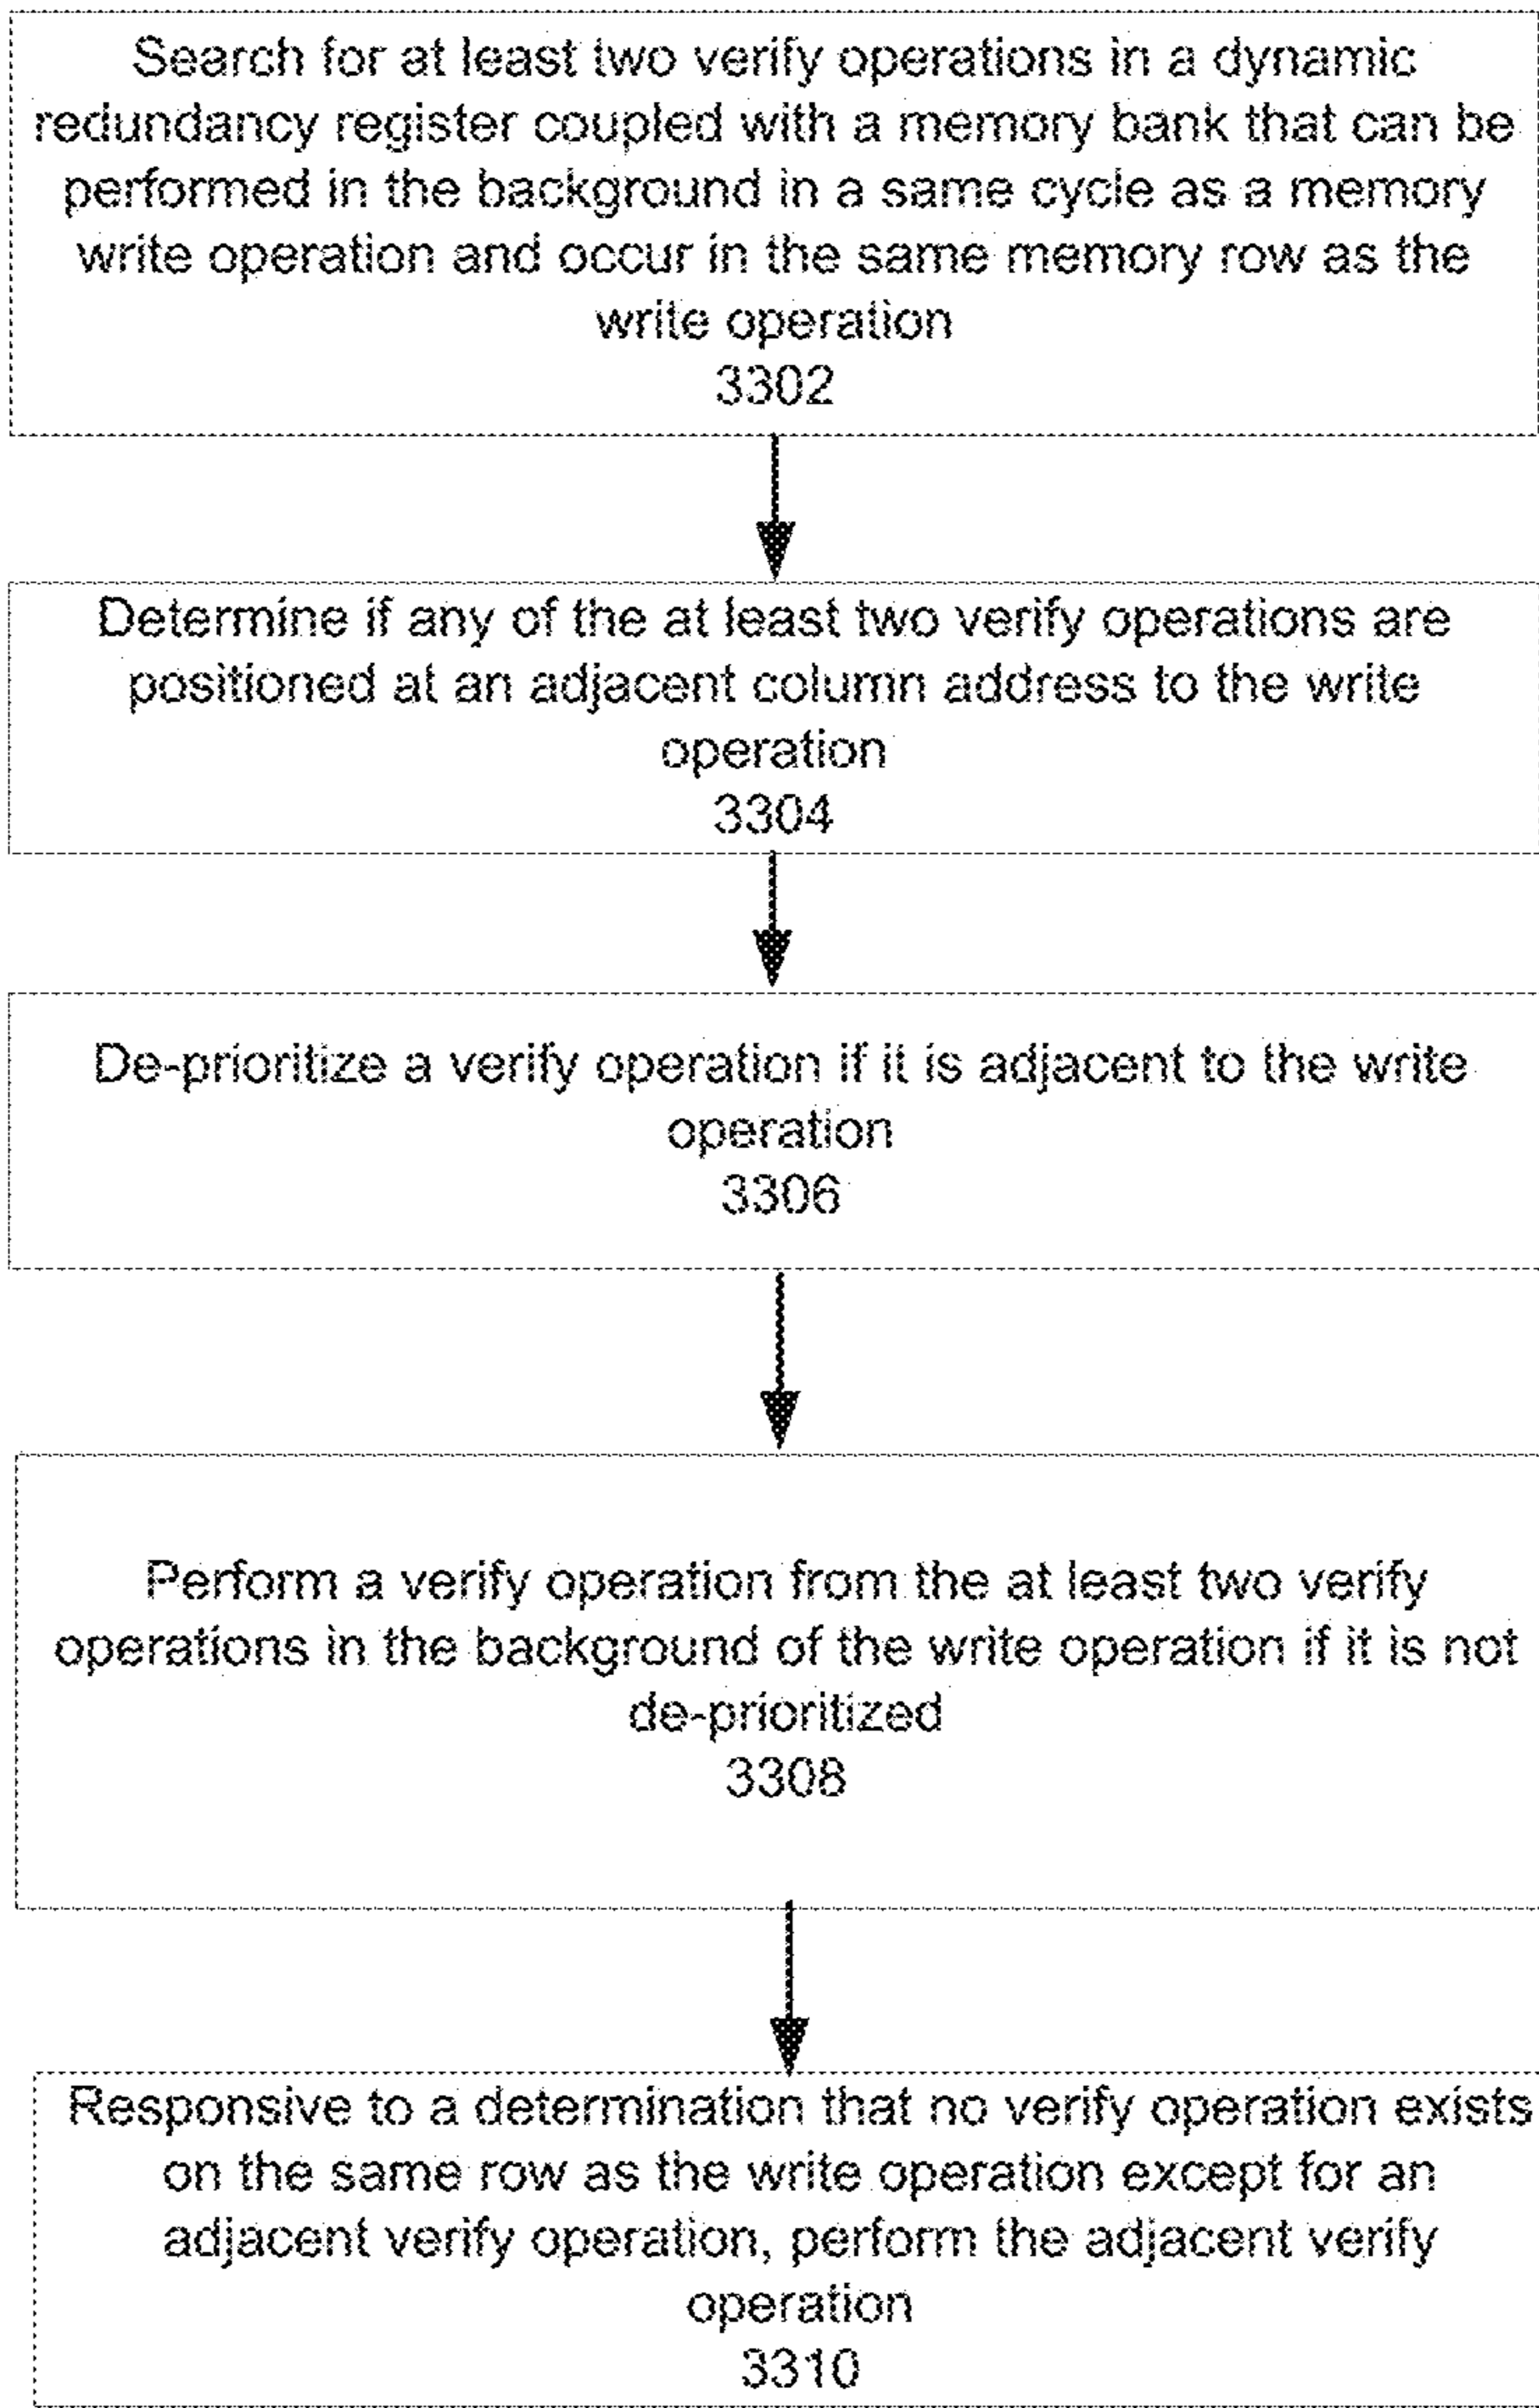 Search for at least two verify operations in a dynamic
redundancy register coupled with a memory bank that can be
performed in the background in a same cycle as a memory
write operation and occur in the same memory row as the
write operation
3302
Determine if any of the at least two verify operations are
positioned at an adjacent column address to the write
operation
3304
De-prioritize a verify operation if it is adjacent to the write
operation
3306
Perform a verify operation from the at least two verify
operations in the background of the write operation if it is not
de-prioritized
3308
Responsive to a determination that no verify operation exists
on the same row as the write operation except for an
adjacent verify operation, perform the adjacent verify
operation
3310